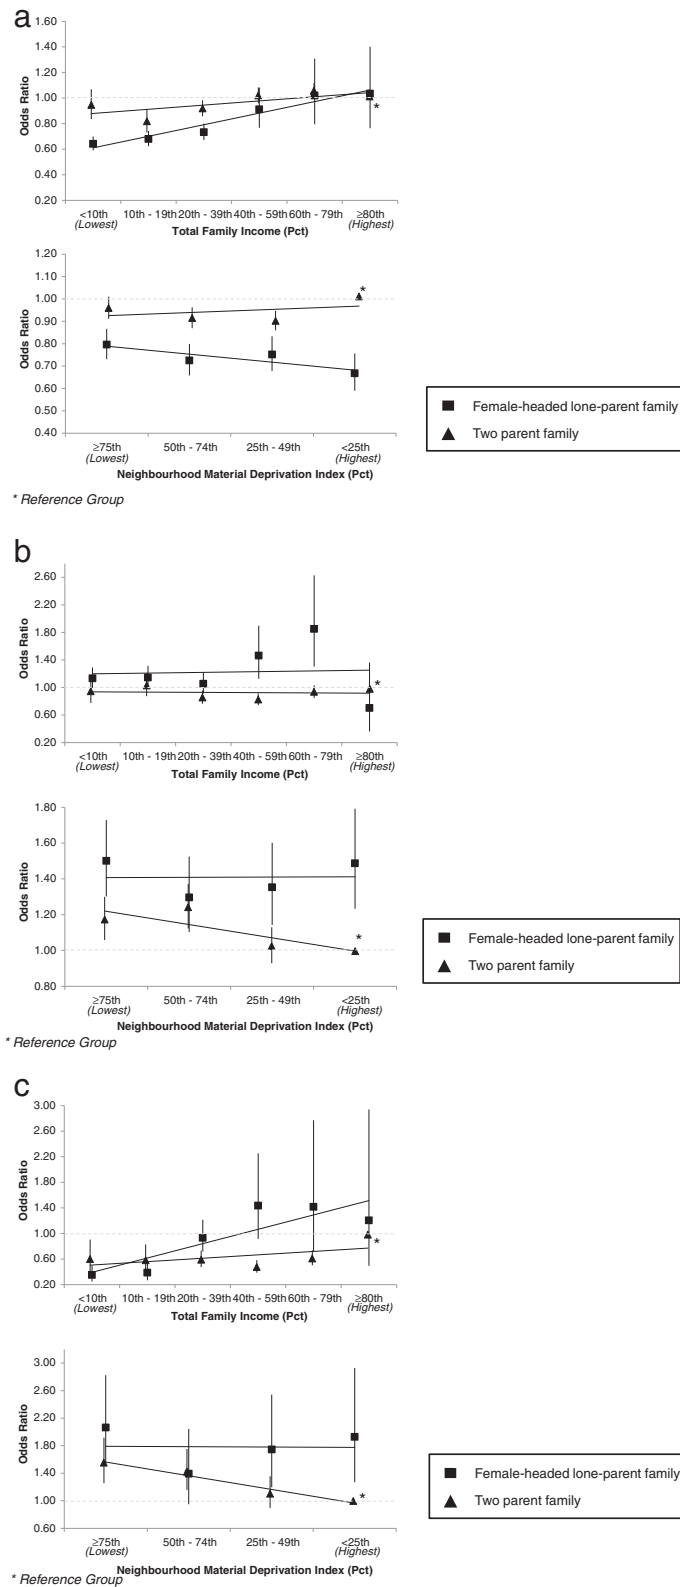 a
1.60
1.40
1.20
1.00
0.80
0.60
0.40
0.20
Odds Ratio
*
<10th 10th - 19th 20th - 39th 40th - 59th 60th - 79th ≥80th
(Lowest) (Highest)
Total Family Income (Pct)
1.20
1.10
1.00
0.90
0.80
0.70
0.60
0.50
0.40
Odds Ratio
*
≥75th 50th - 74th 25th - 49th <25th
(Lowest) (Highest)
Neighbourhood Material Deprivation Index (Pct)
Female-headed lone-parent family
Two parent family
* Reference Group
b
2.60
2.20
1.80
1.40
1.00
0.60
0.20
Odds Ratio
*
<10th 10th - 19th 20th - 39th 40th - 59th 60th - 79th ≥80th
(Lowest) (Highest)
Total Family Income (Pct)
1.80
1.60
1.40
1.20
1.00
0.80
Odds Ratio
*
≥75th 50th - 74th 25th - 49th <25th
(Lowest) (Highest)
Neighbourhood Material Deprivation Index (Pct)
Female-headed lone-parent family
Two parent family
* Reference Group
c
3.00
2.60
2.20
1.80
1.40
1.00
0.60
0.20
Odds Ratio
*
<10th 10th - 19th 20th - 39th 40th - 59th 60th - 79th ≥80th
(Lowest) (Highest)
Total Family Income (Pct)
3.00
2.60
2.20
1.80
1.40
1.00
0.60
Odds Ratio
*
≥75th 50th - 74th 25th - 49th <25th
(Lowest) (Highest)
Neighbourhood Material Deprivation Index (Pct)
Female-headed lone-parent family
Two parent family
* Reference Group